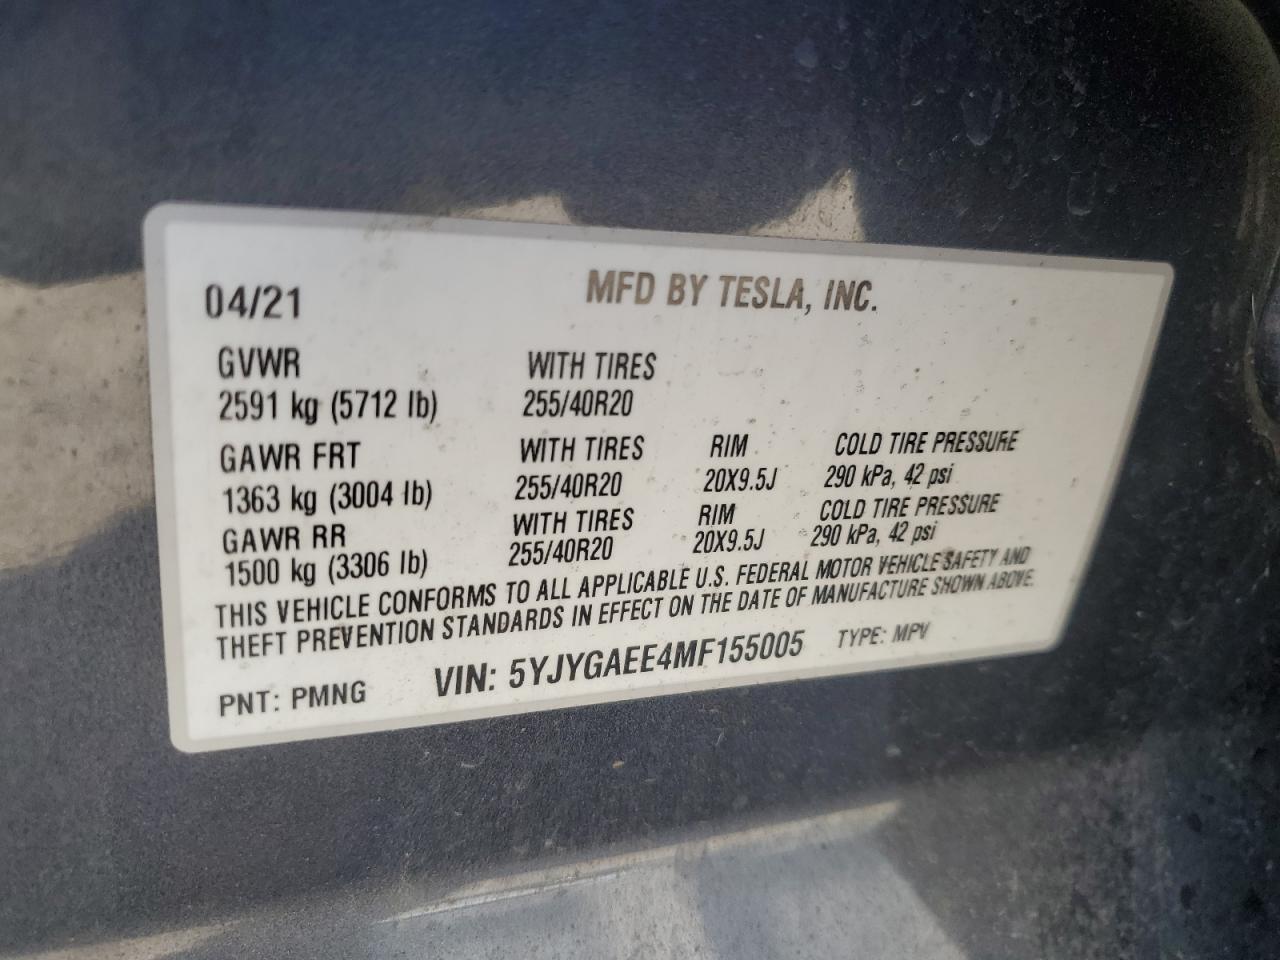 04/21 MFD BY TESLA, INC.
GVWR WITH TIRES
2591 kg (5712 lb) 255/40R20
GAWR FRT WITH TIRES RIM COLD TIRE PRESSURE
1363 kg (3004 lb) 255/40R20 20X9.5J 290 kPa, 42 psi
GAWR RR WITH TIRES RIM COLD TIRE PRESSURE
1500 kg (3306 lb) 255/40R20 20X9.5J 290 kPa, 42 psi
THIS VEHICLE CONFORMS TO ALL APPLICABLE U.S. FEDERAL MOTOR VEHICLE SAFETY AND
THEFT PREVENTION STANDARDS IN EFFECT ON THE DATE OF MANUFACTURE SHOWN ABOVE.
PNT: PMNG VIN: 5YJYGAEE4MF155005 TYPE: MPV